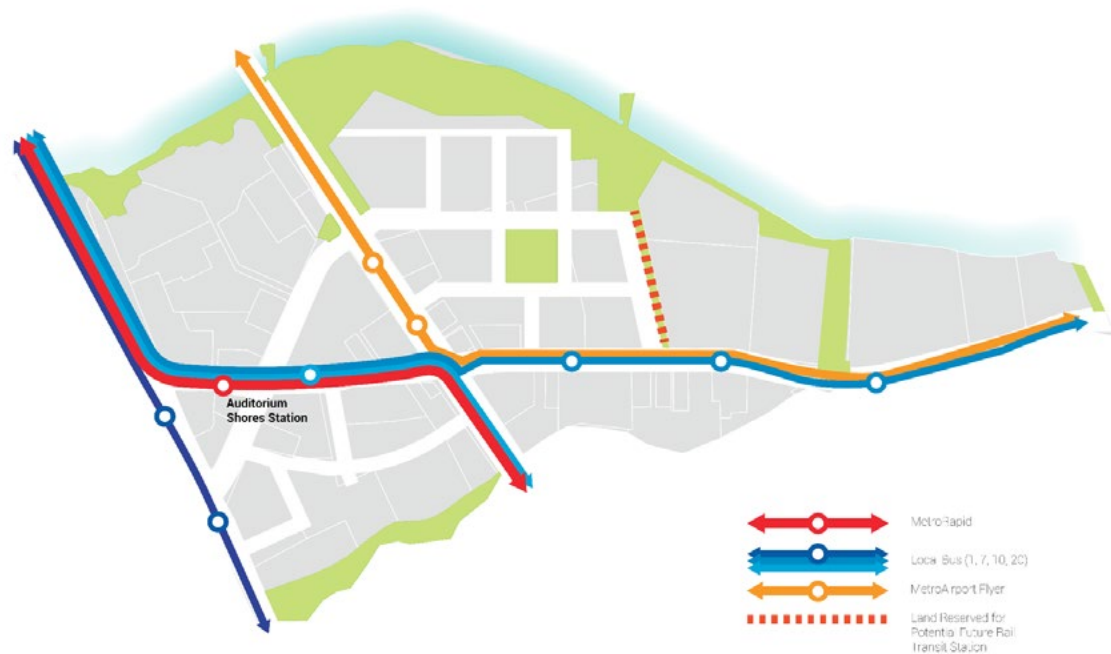 Auditorium
Shores Station
MetroRapid
Local Bus (1, 7, 10, 20)
MetroAirport Flyer
Land Reserved for
Potential Future Rail
Transit Station